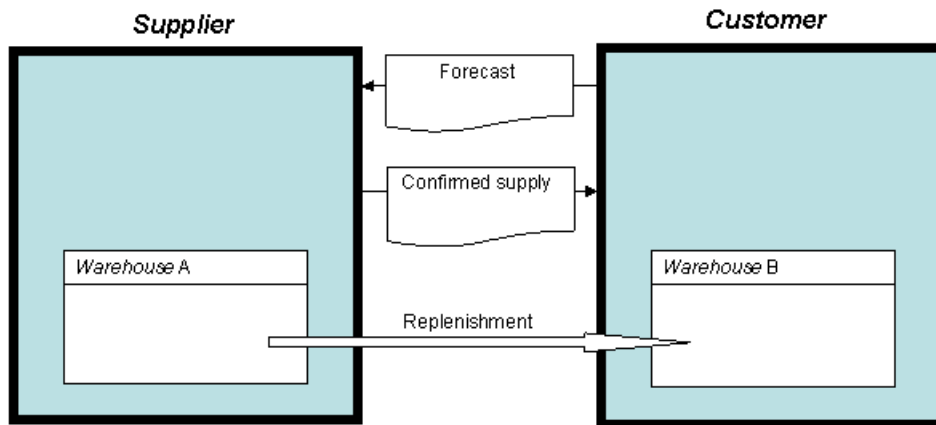 Supplier
Customer
Forecast
Confirmed supply
Warehouse A
Warehouse B
Replenishment